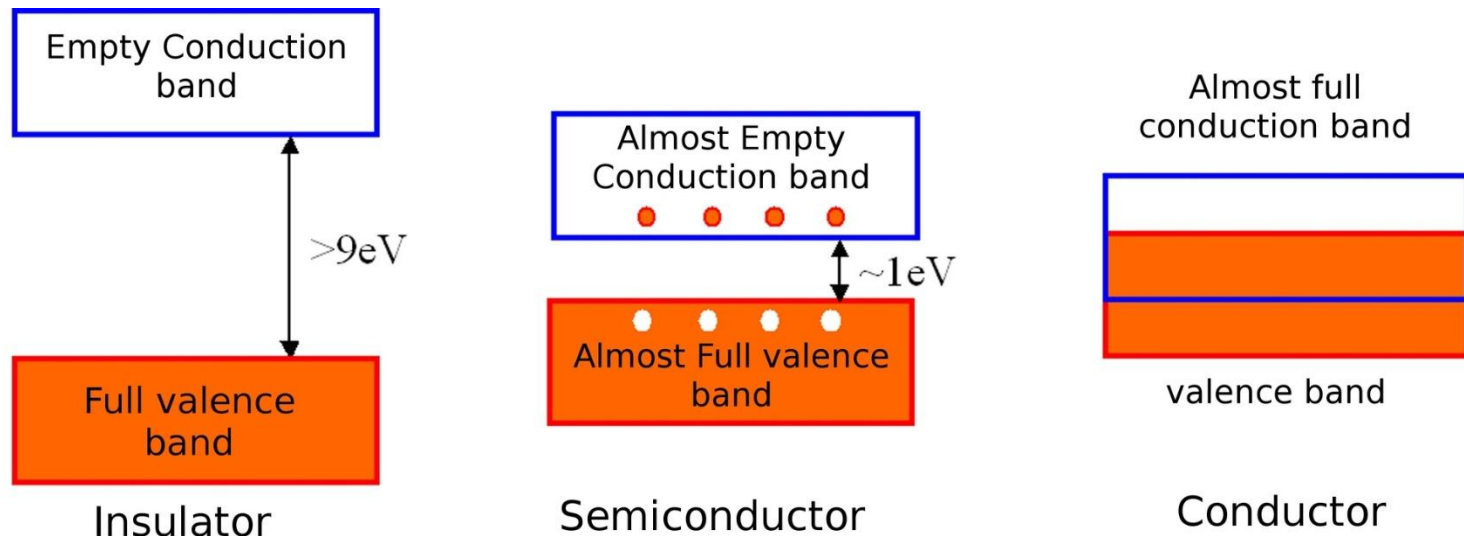 Empty Conduction
band
>9eV
Full valence
band
Insulator
Almost Empty
Conduction band
~1eV
Almost Full valence
band
Semiconductor
Almost full
conduction band
valence band
Conductor